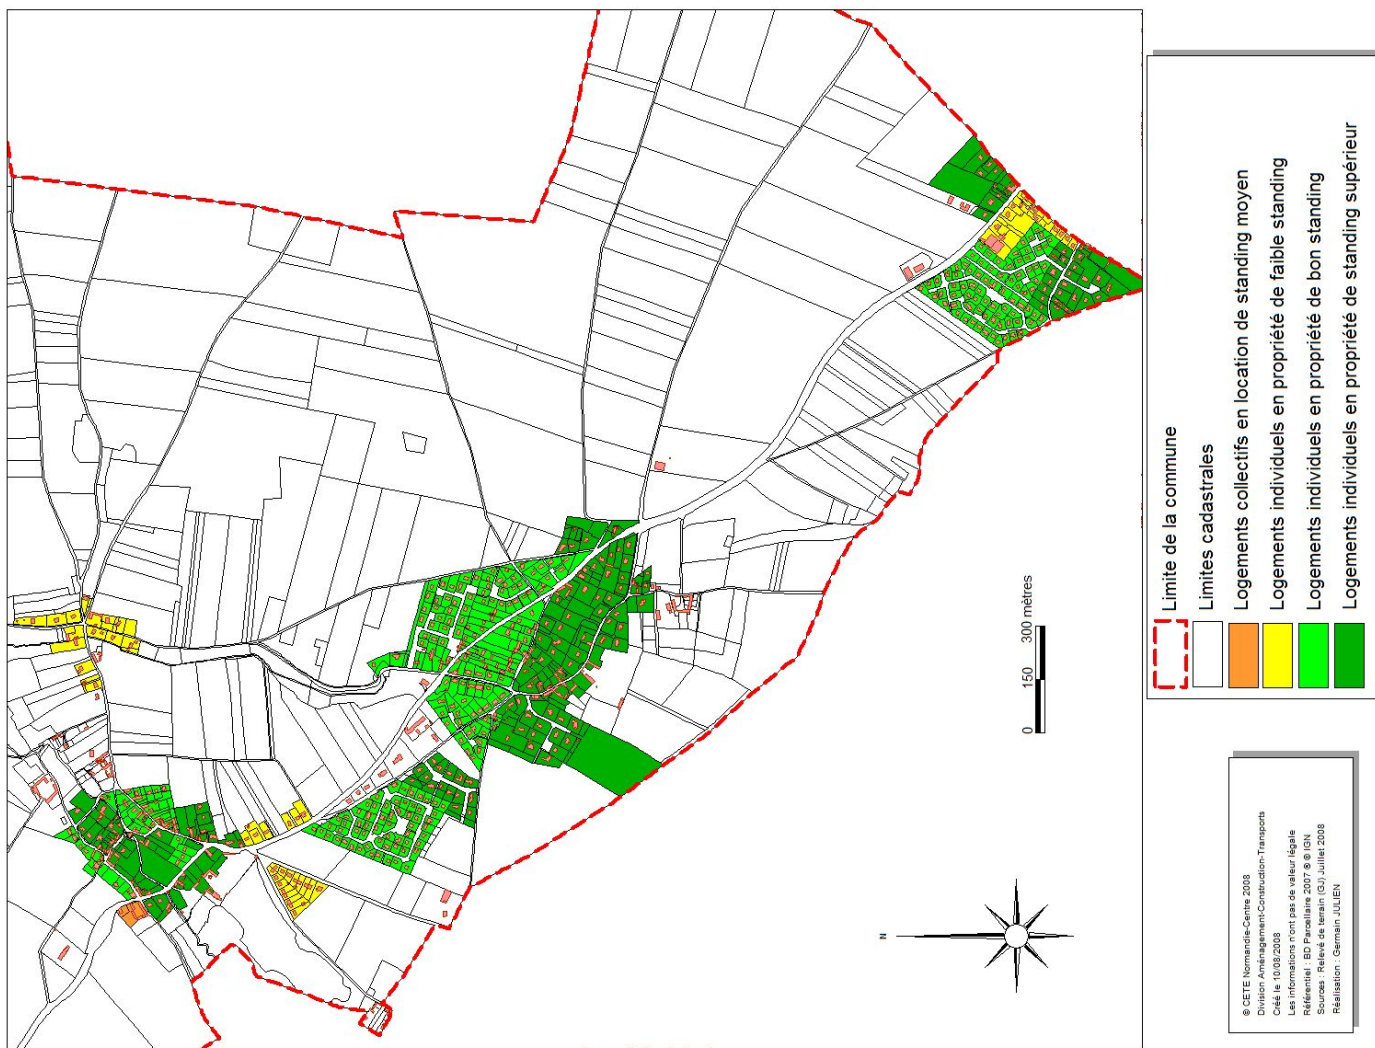 Limite de la commune
Limites cadastrales
Logements collectifs en location de standing moyen
Logements individuels en propriété de faible standing
Logements individuels en propriété de bon standing
Logements individuels en propriété de standing supérieur
0 150 300 mètres
N
© CETE Normandie-Centre 2008
Division Aménagement-Construction-Transports
Créé le 10/08/2008
Les informations n'ont pas de valeur légale
Référentiel : BD Parcellaire 2007 ® © IGN
Sources : Relevé de terrain (GJ) Juillet 2008
Réalisation : Germain JULIEN